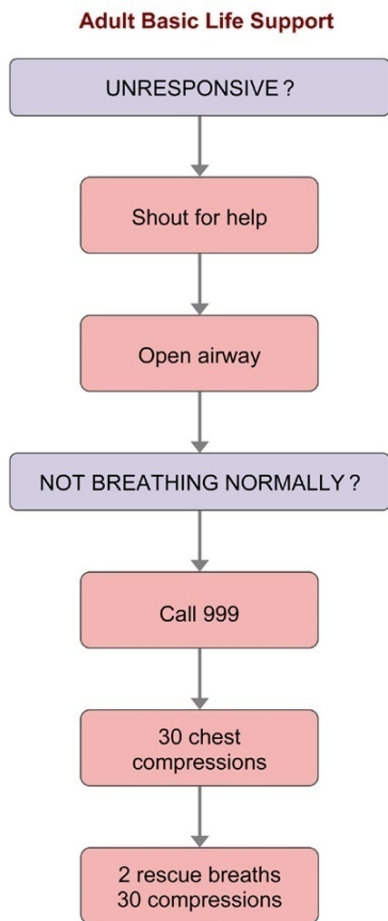 Adult Basic Life Support
UNRESPONSIVE ?
Shout for help
Open airway
NOT BREATHING NORMALLY ?
Call 999
30 chest
compressions
2 rescue breaths
30 compressions